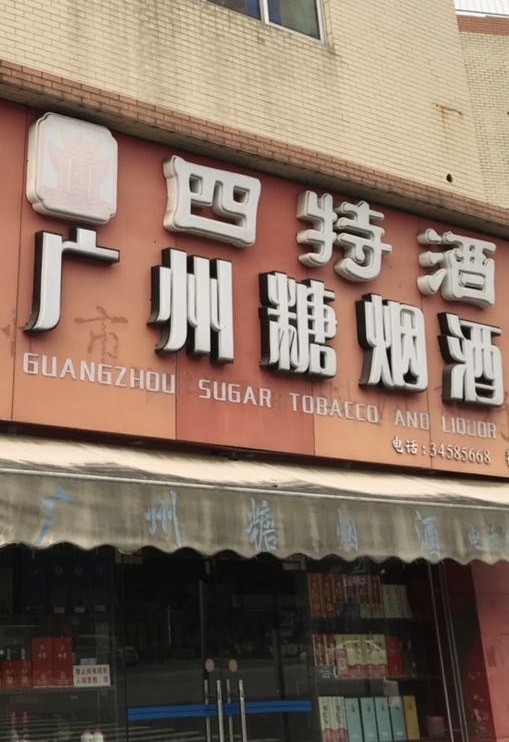 四特酒
广州糖烟酒
GUANGZHOU SUGAR TOBACCO AND LIQUOR
电话:34585668
广州糖烟酒 电